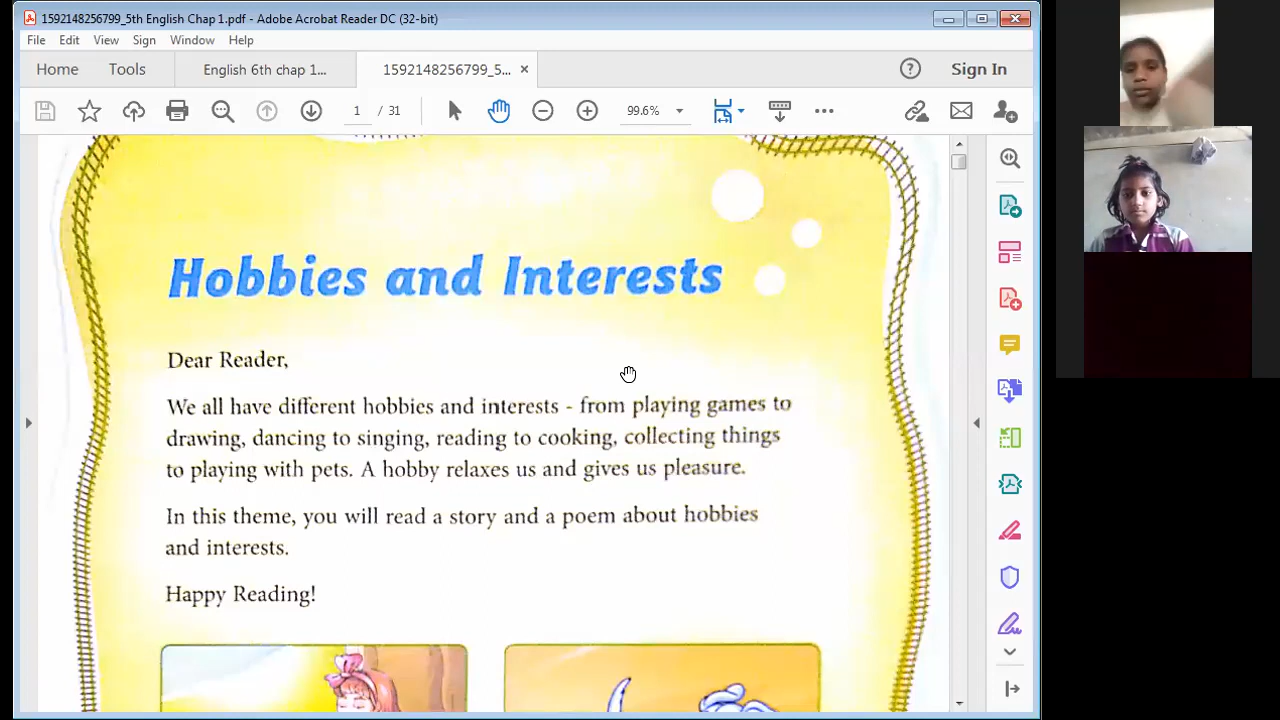 1592148256799_5th English Chap 1.pdf - Adobe Acrobat Reader DC (32-bit)
File Edit View Sign Window Help
Home Tools English 6th chap 1... 1592148256799_5... × Sign In
1 / 31 99.6%
Hobbies and Interests
Dear Reader,
We all have different hobbies and interests - from playing games to
drawing, dancing to singing, reading to cooking, collecting things
to playing with pets. A hobby relaxes us and gives us pleasure.
In this theme, you will read a story and a poem about hobbies
and interests.
Happy Reading!